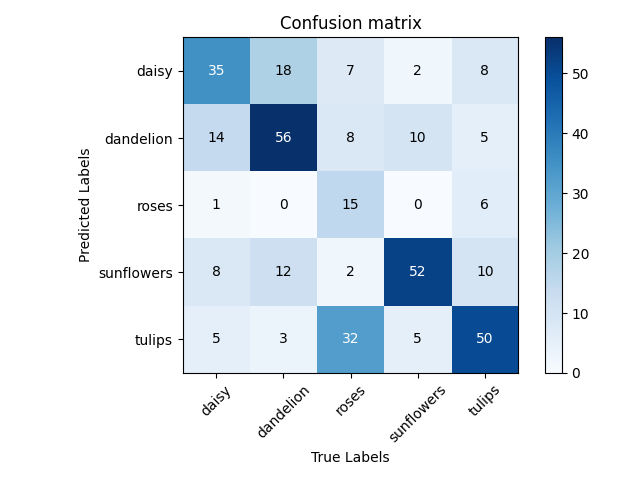 Confusion matrix
Predicted Labels
daisy 35 18 7 2 8
dandelion 14 56 8 10 5
roses 1 0 15 0 6
sunflowers 8 12 2 52 10
tulips 5 3 32 5 50
daisy dandelion roses sunflowers tulips
True Labels
50
40
30
20
10
0